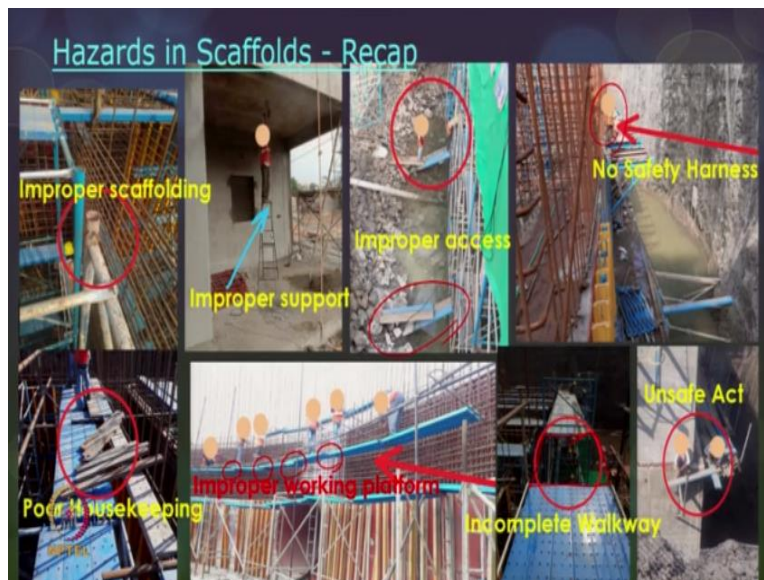 Hazards in Scaffolds - Recap
Improper scaffolding
Improper support
Improper access
No Safety Harness
Poor Housekeeping
Improper working platform
Incomplete Walkway
Unsafe Act
NPTEL